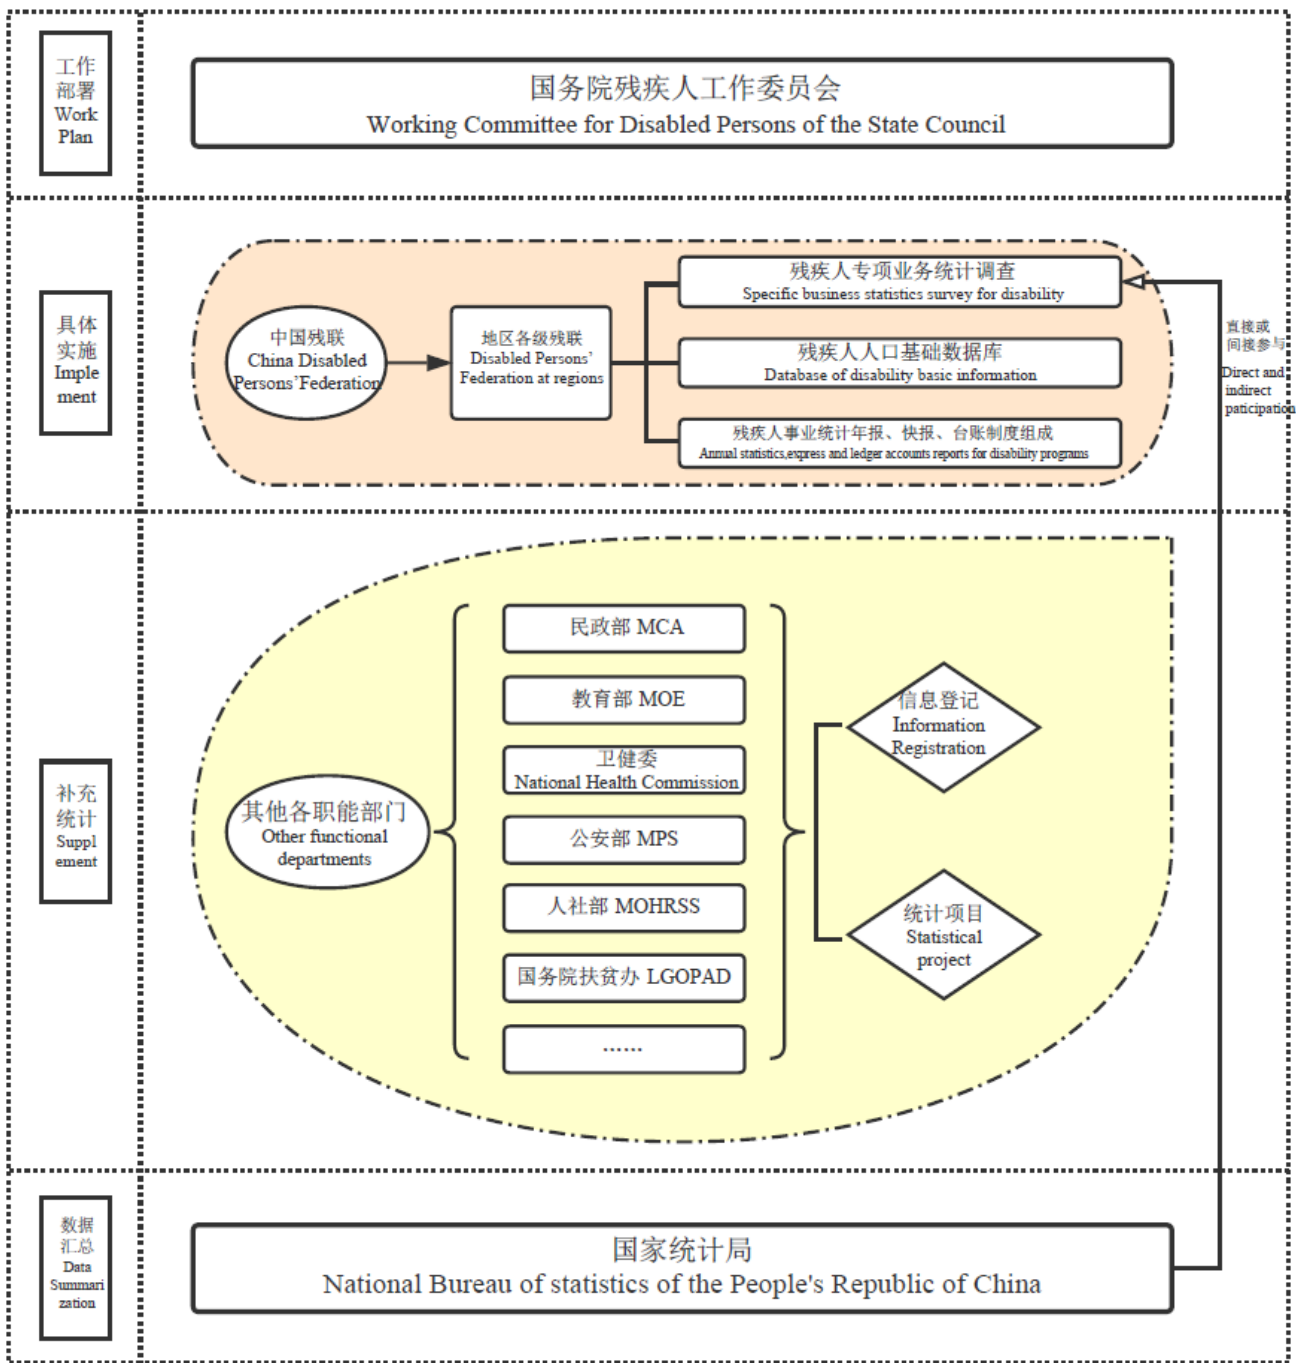 工作
部署
Work
Plan
国务院残疾人工作委员会
Working Committee for Disabled Persons of the State Council
具体
实施
Imple
ment
中国残联
China Disabled
Persons’Federation
地区各级残联
Disabled Persons’
Federation at regions
残疾人专项业务统计调查
Specific business statistics survey for disability
残疾人人口基础数据库
Database of disability basic information
残疾人事业统计年报、快报、台账制度组成
Annual statistics,express and ledger accounts reports for disability programs
直接或
间接参与
Direct and
indirect
paticipation
补充
统计
Suppl
ement
其他各职能部门
Other functional
departments
民政部 MCA
教育部 MOE
卫健委
National Health Commission
公安部 MPS
人社部 MOHRSS
国务院扶贫办 LGOPAD
……
信息登记
Information
Registration
统计项目
Statistical
project
数据
汇总
Data
Summari
zation
国家统计局
National Bureau of statistics of the People's Republic of China